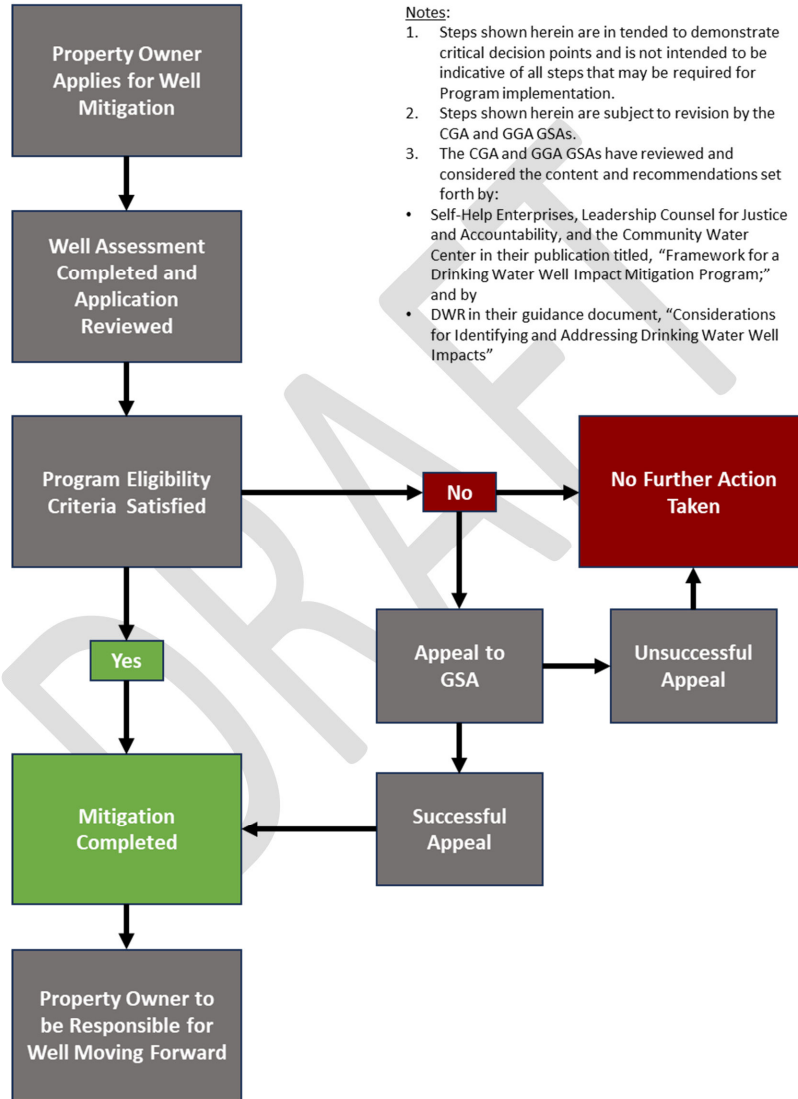 Property Owner
Applies for Well
Mitigation
Notes:
1. Steps shown herein are in tended to demonstrate
critical decision points and is not intended to be
indicative of all steps that may be required for
Program implementation.
2. Steps shown herein are subject to revision by the
CGA and GGA GSAs.
3. The CGA and GGA GSAs have reviewed and
considered the content and recommendations set
forth by:
• Self-Help Enterprises, Leadership Counsel for Justice
and Accountability, and the Community Water
Center in their publication titled, “Framework for a
Drinking Water Well Impact Mitigation Program;”
and by
• DWR in their guidance document, “Considerations
for Identifying and Addressing Drinking Water Well
Impacts”
Well Assessment
Completed and
Application
Reviewed
Program Eligibility
Criteria Satisfied
No
No Further Action
Taken
Yes
Appeal to
GSA
Unsuccessful
Appeal
Mitigation
Completed
Successful
Appeal
Property Owner to
be Responsible for
Well Moving Forward
DRAFT